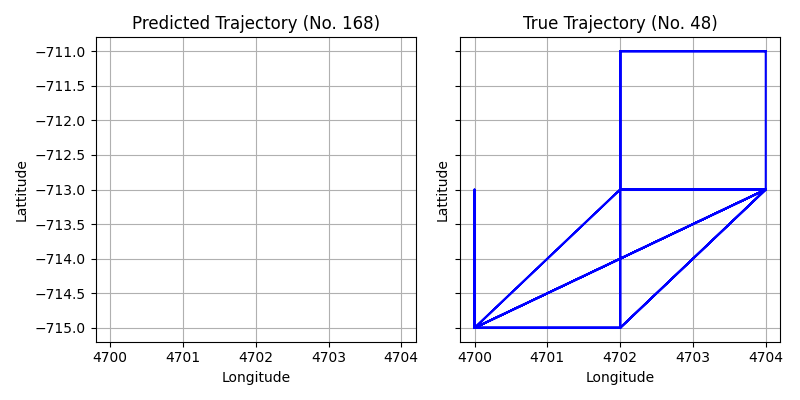 Predicted Trajectory (No. 168)
−711.0
−711.5
−712.0
−712.5
−713.0
−713.5
−714.0
−714.5
−715.0
Lattitude
4700 4701 4702 4703 4704
Longitude
True Trajectory (No. 48)
Lattitude
4700 4701 4702 4703 4704
Longitude